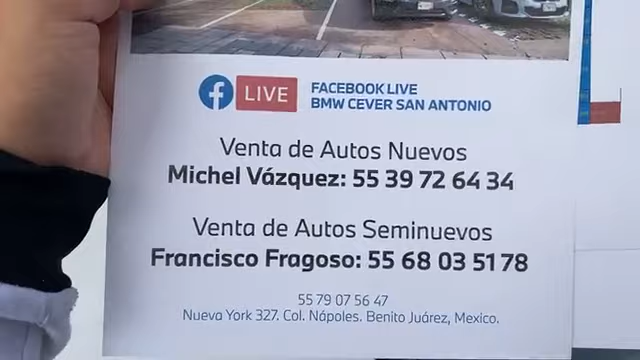 LIVE
FACEBOOK LIVE
BMW CEVER SAN ANTONIO
Venta de Autos Nuevos
Michel Vázquez: 55 39 72 64 34
Venta de Autos Seminuevos
Francisco Fragoso: 55 68 03 51 78
55 79 07 56 47
Nueva York 327. Col. Nápoles. Benito Juárez, Mexico.